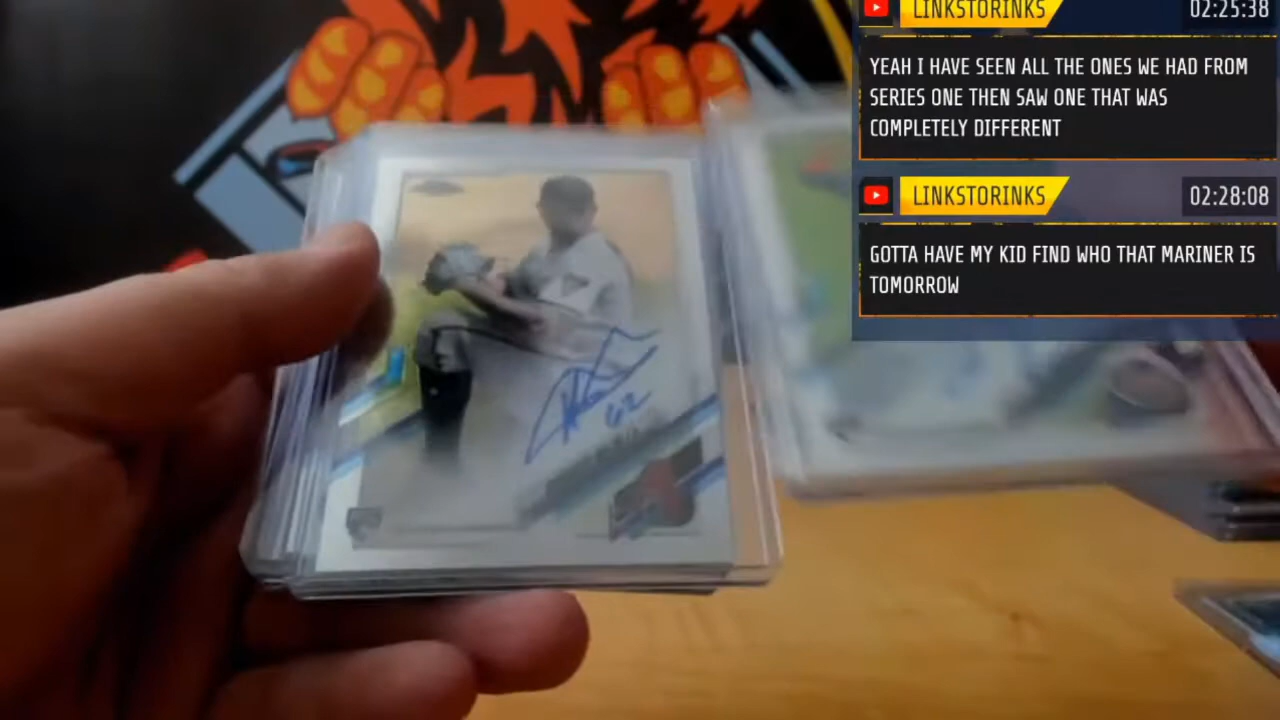 LINKSTORINKS
02:25:38
YEAH I HAVE SEEN ALL THE ONES WE HAD FROM
SERIES ONE THEN SAW ONE THAT WAS
COMPLETELY DIFFERENT
LINKSTORINKS
02:28:08
GOTTA HAVE MY KID FIND WHO THAT MARINER IS
TOMORROW
62